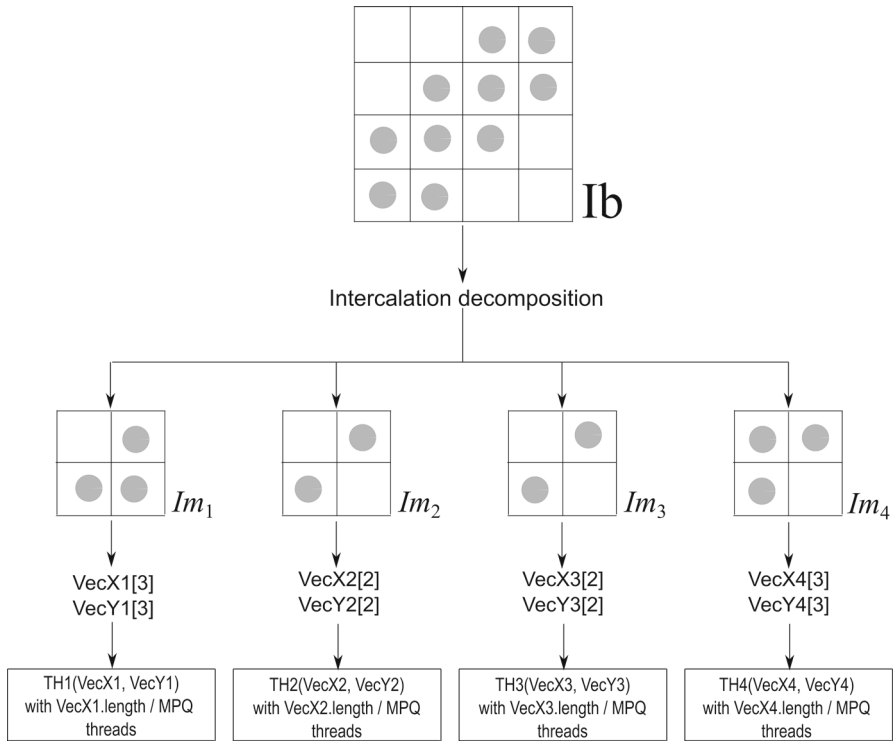 Ib
Intercalation decomposition
Im1
Im2
Im3
Im4
VecX1[3]
VecY1[3]
VecX2[2]
VecY2[2]
VecX3[2]
VecY3[2]
VecX4[3]
VecY4[3]
TH1(VecX1, VecY1)
with VecX1.length / MPQ
threads
TH2(VecX2, VecY2)
with VecX2.length / MPQ
threads
TH3(VecX3, VecY3)
with VecX3.length / MPQ
threads
TH4(VecX4, VecY4)
with VecX4.length / MPQ
threads